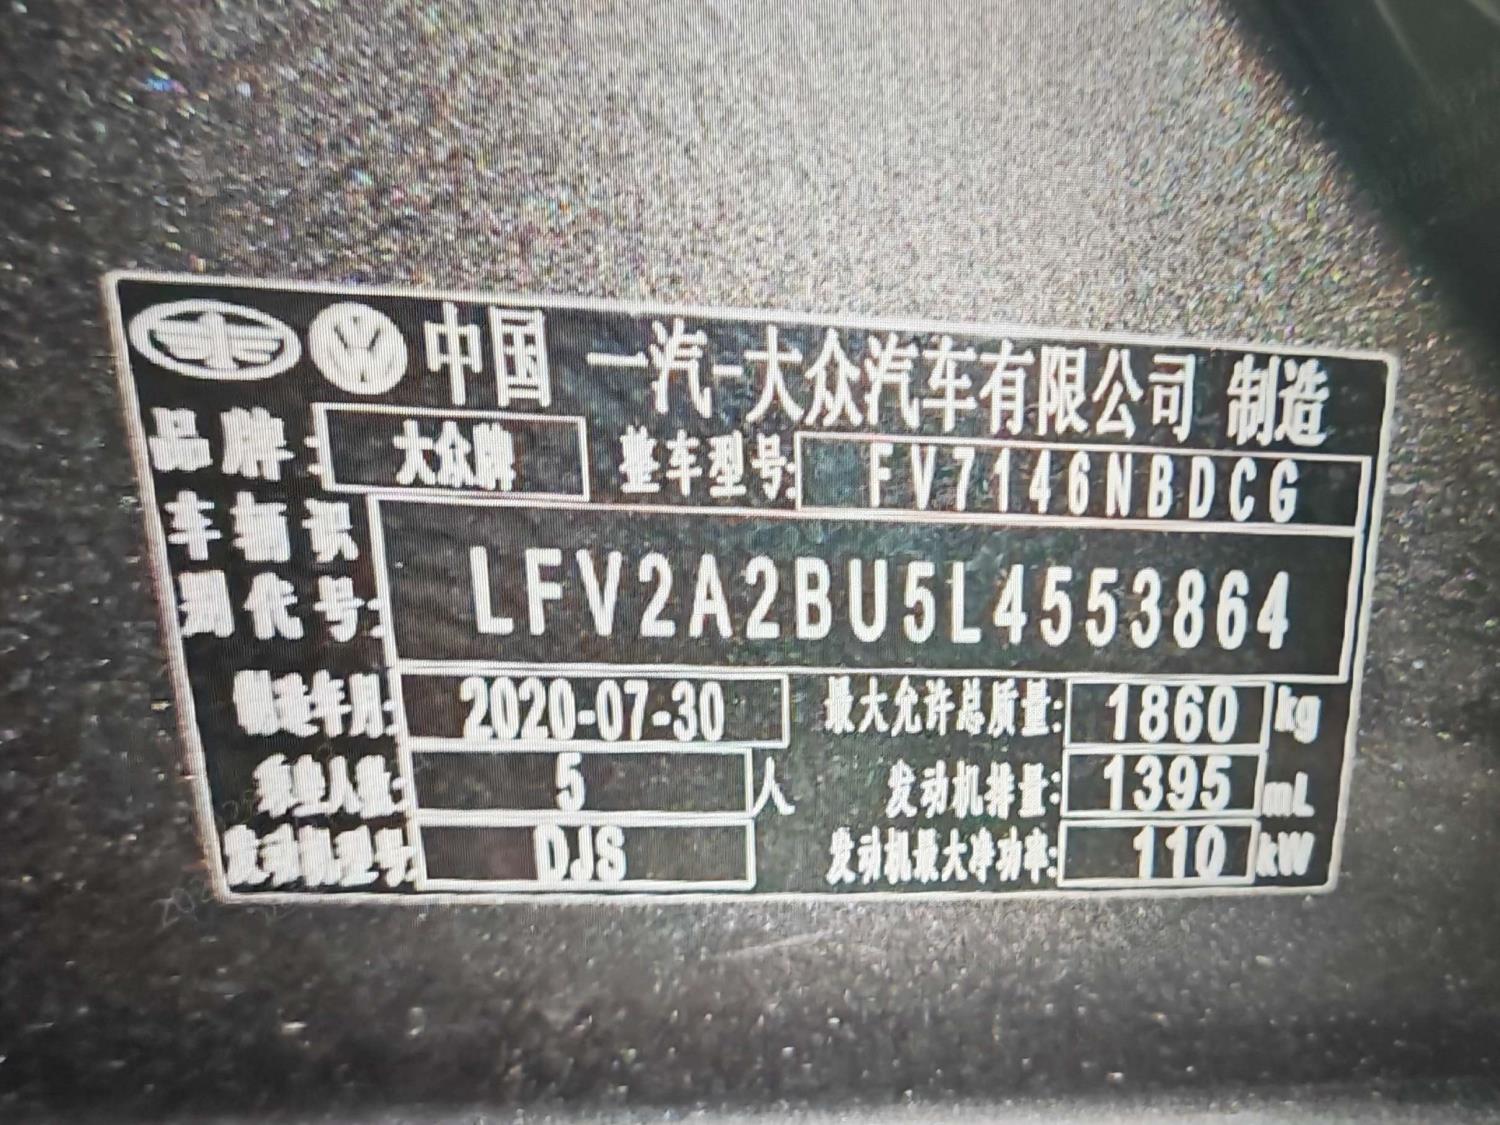 中国 一汽-大众汽车有限公司 制造
品牌: 大众牌 整车型号: FV7146NBDCG
车辆识
别代号: LFV2A2BU5L4553864
制造年月: 2020-07-30 最大允许总质量: 1860 kg
乘坐人数: 5 人 发动机排量: 1395 mL
发动机型号: DJS 发动机最大净功率: 110 kW